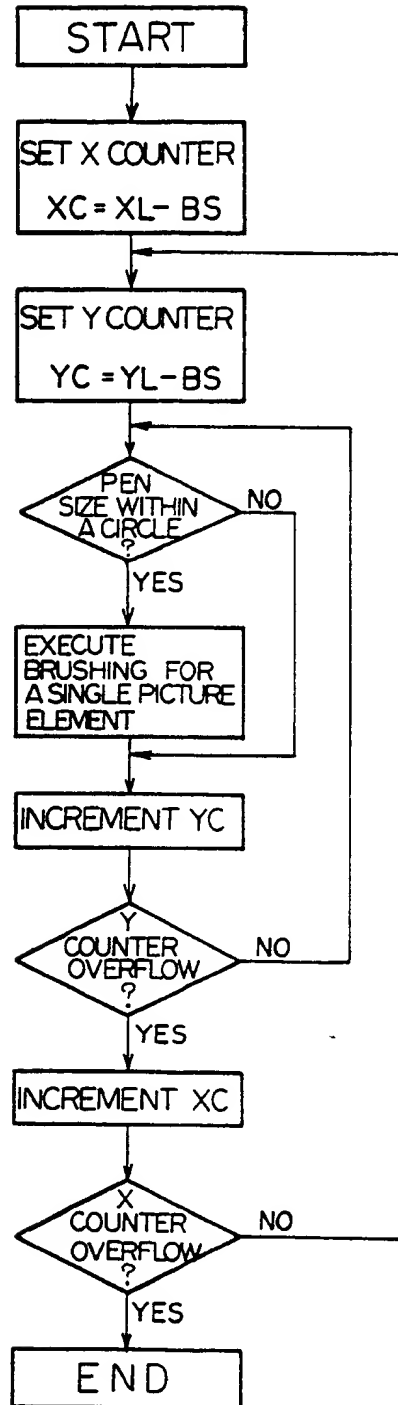 START
SET X COUNTER
XC = XL - BS
SET Y COUNTER
YC = YL - BS
PEN
SIZE WITHIN
A CIRCLE
?
NO
YES
EXECUTE
BRUSHING FOR
A SINGLE PICTURE
ELEMENT
INCREMENT YC
Y
COUNTER
OVERFLOW
?
NO
YES
INCREMENT XC
X
COUNTER
OVERFLOW
?
NO
YES
END